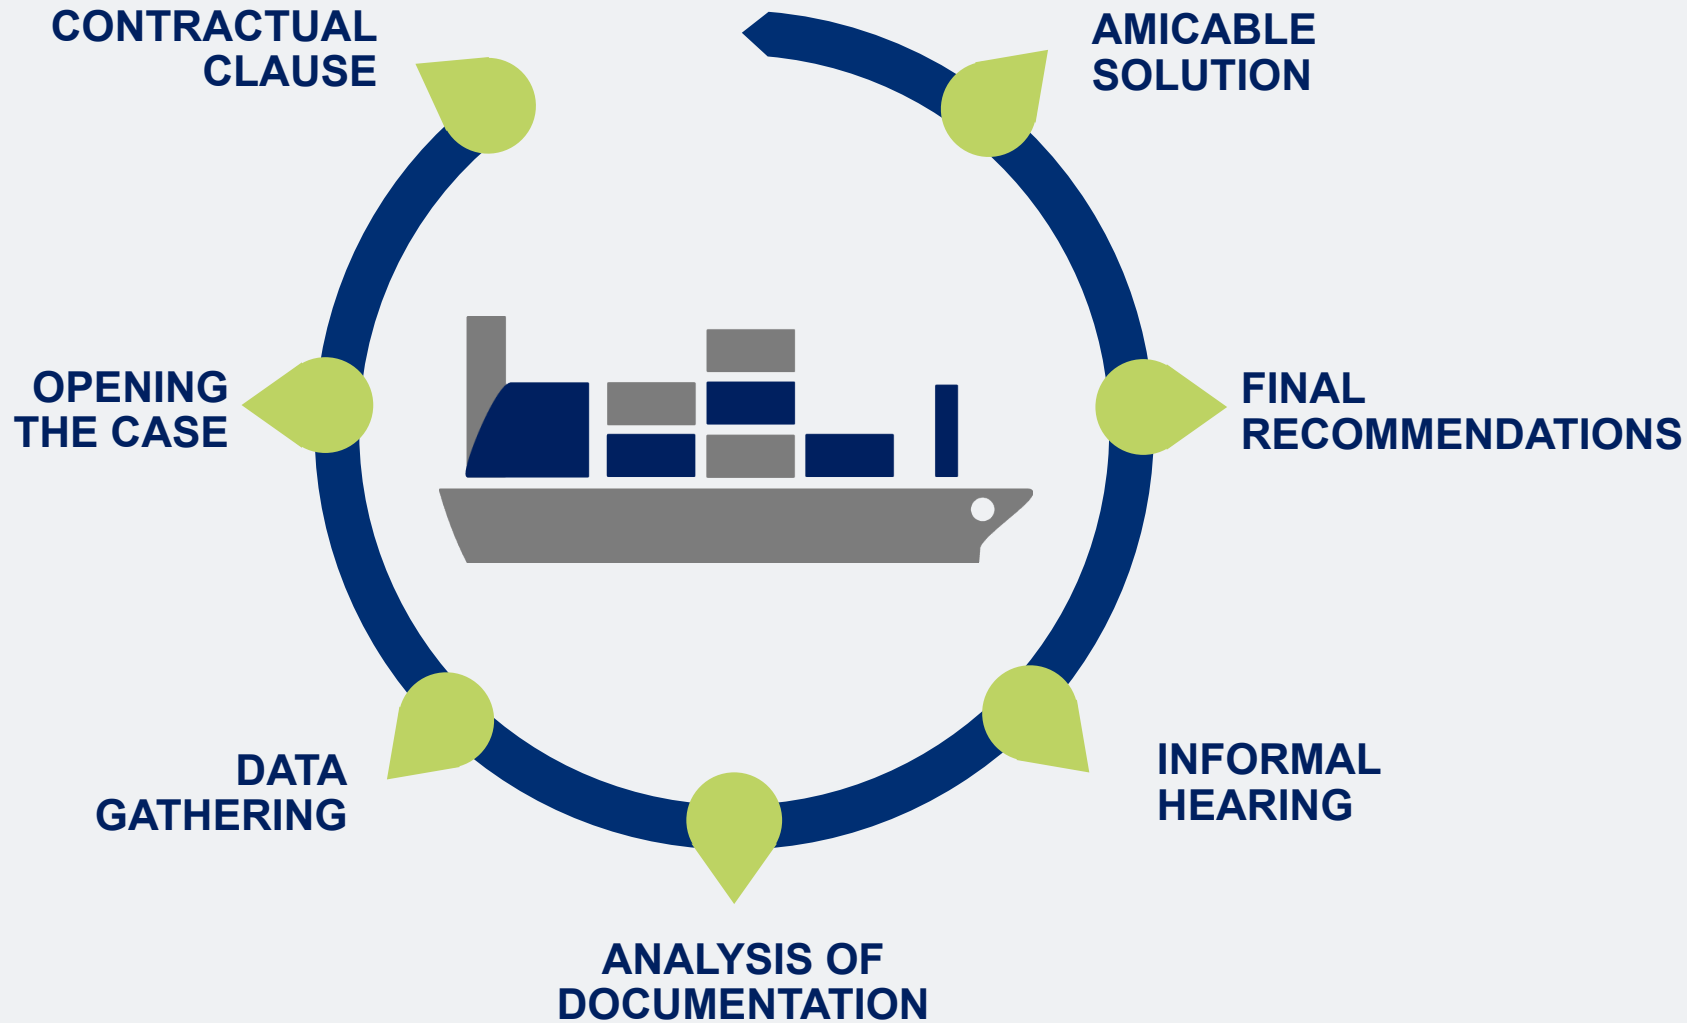 CONTRACTUAL
CLAUSE
OPENING
THE CASE
DATA
GATHERING
ANALYSIS OF
DOCUMENTATION
INFORMAL
HEARING
FINAL
RECOMMENDATIONS
AMICABLE
SOLUTION